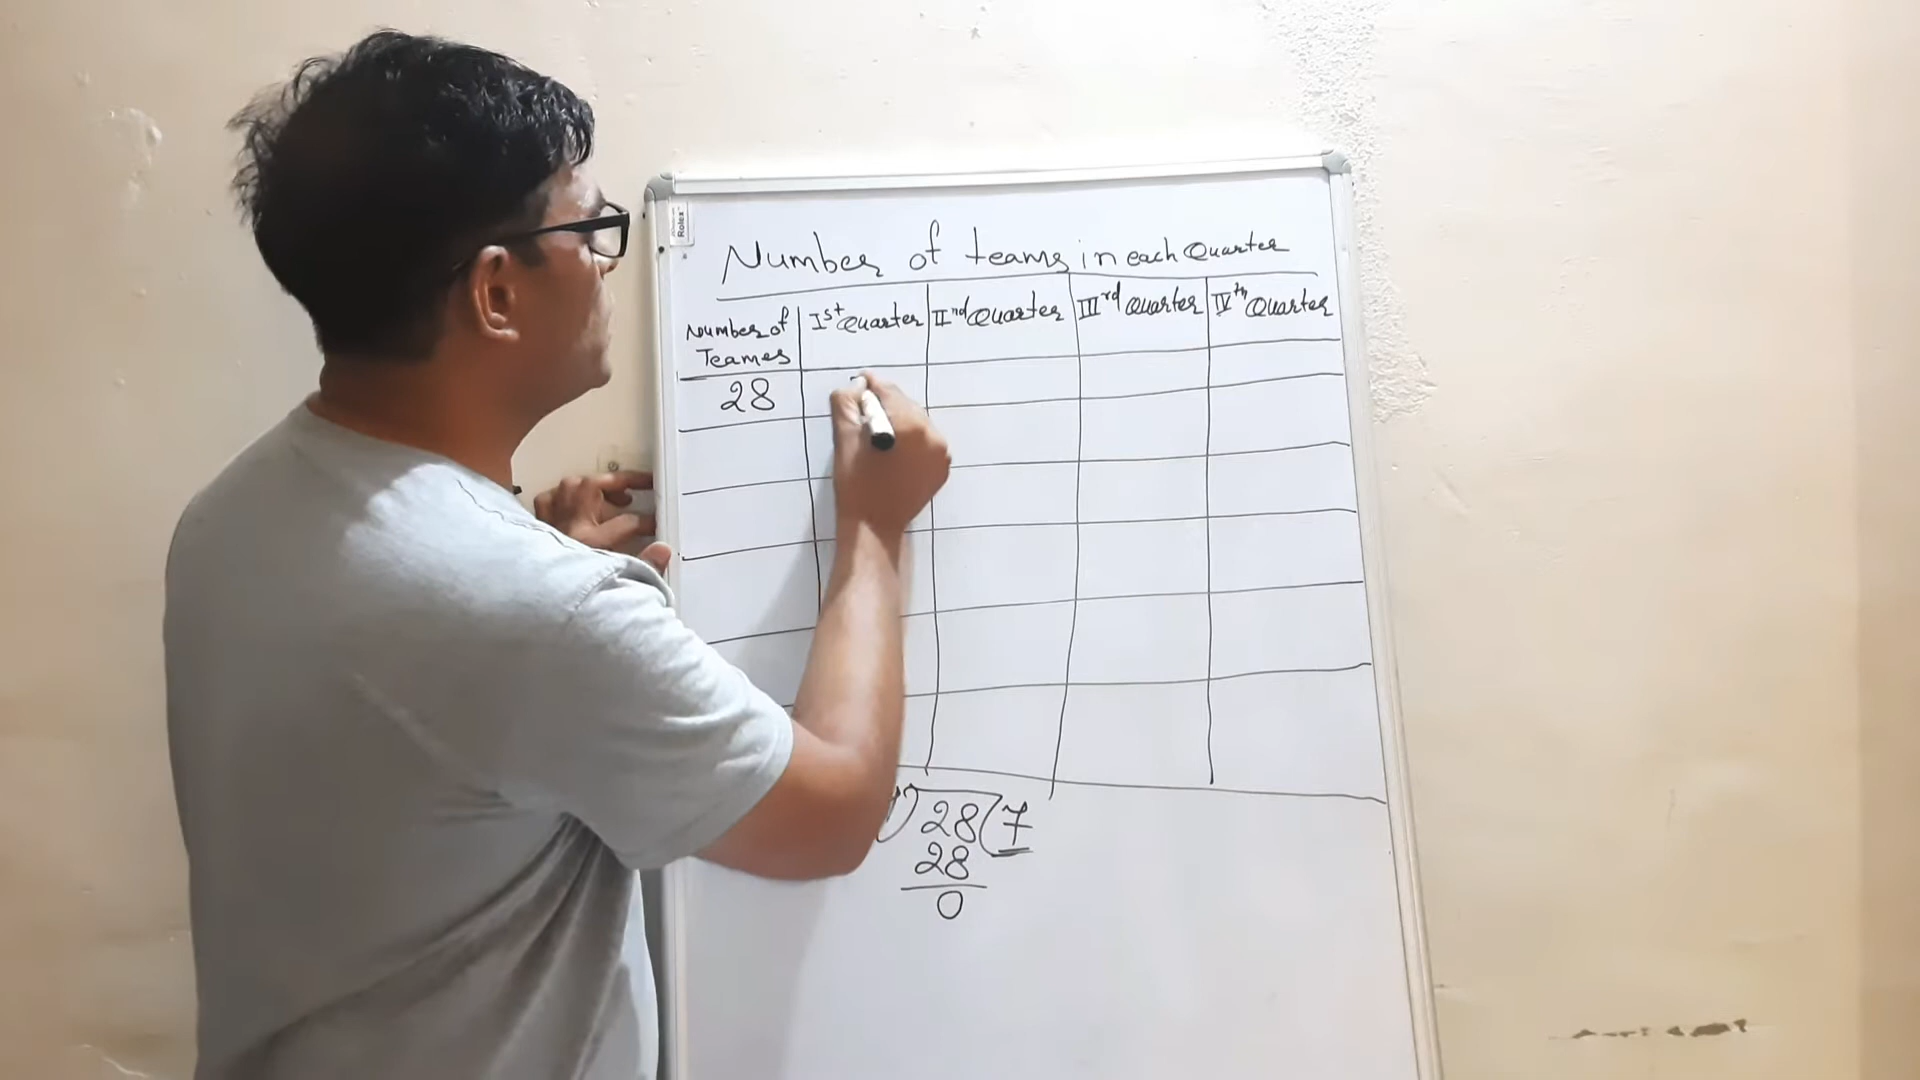 Rolex
Number of teams in each Quarter
Number of Teames
Ist Quarter
IInd Quarter
IIIrd Quarter
IVth Quarter
28
28 ( 7
28
0